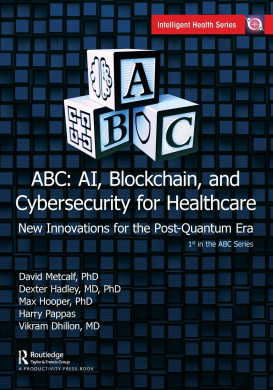 Intelligent Health Series
A
B
C
ABC: AI, Blockchain, and
Cybersecurity for Healthcare
New Innovations for the Post-Quantum Era
1st in the ABC Series
David Metcalf, PhD
Dexter Hadley, MD, PhD
Max Hooper, PhD
Harry Pappas
Vikram Dhillon, MD
Routledge
Taylor & Francis Group
A PRODUCTIVITY PRESS BOOK